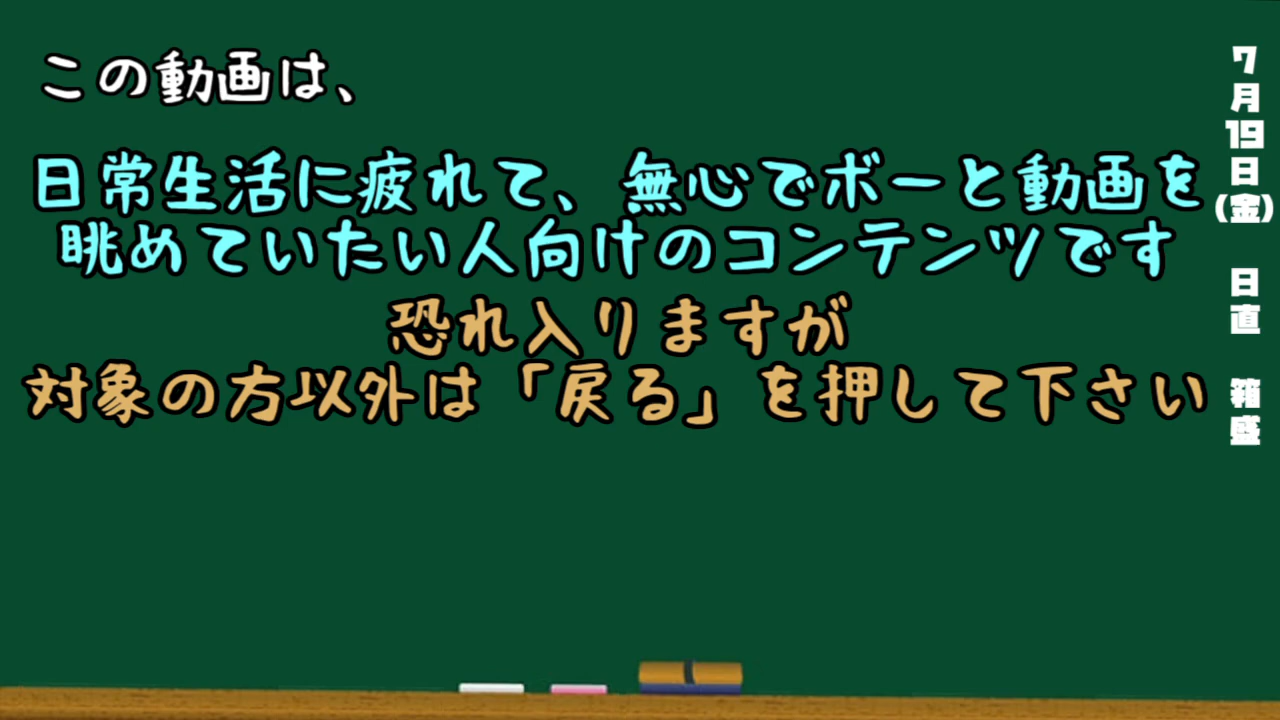 この動画は、
日常生活に疲れて、無心でボーと動画を
眺めていたい人向けのコンテンツです
恐れ入りますが
対象の方以外は「戻る」を押して下さい
7月19日(金) 日直 箱盛